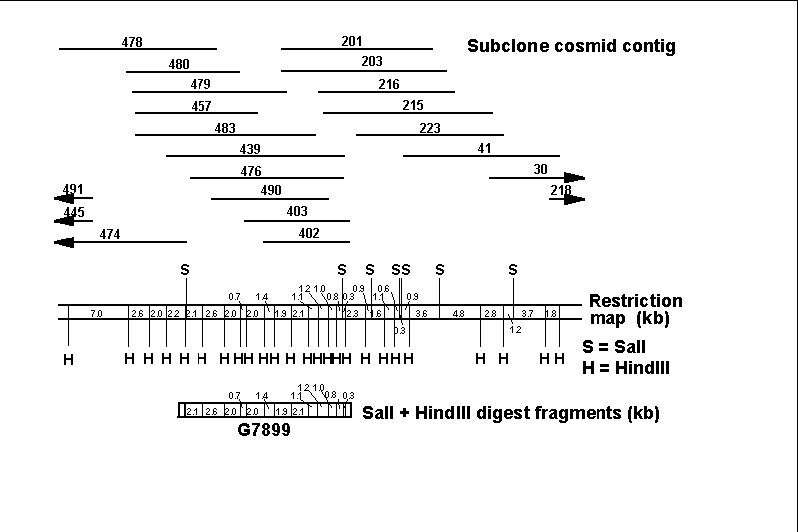 478 201 Subclone cosmid contig
480 203
479 216
457 215
483 223
439 41
476 30
491 490 218
445 403
474 402
S S S SS S S
1.2 1.0 0.9 0.6
0.7 1.4 1.1 0.8 0.3 1.1 0.9
7.0 2.6 2.0 2.2 2.1 2.6 2.0 2.0 1.9 2.1 2.3 1.6 3.6 4.8 2.8 3.7 1.8
0.3 1.2
Restriction
map (kb)
H H H H H H H H H H H H H H H H H H H H H H H H H H H
S = SalI
H = HindIII
1.2 1.0
0.7 1.4 1.1 0.8 0.3
2.1 2.6 2.0 2.0 1.9 2.1
SalI + HindIII digest fragments (kb)
G7899